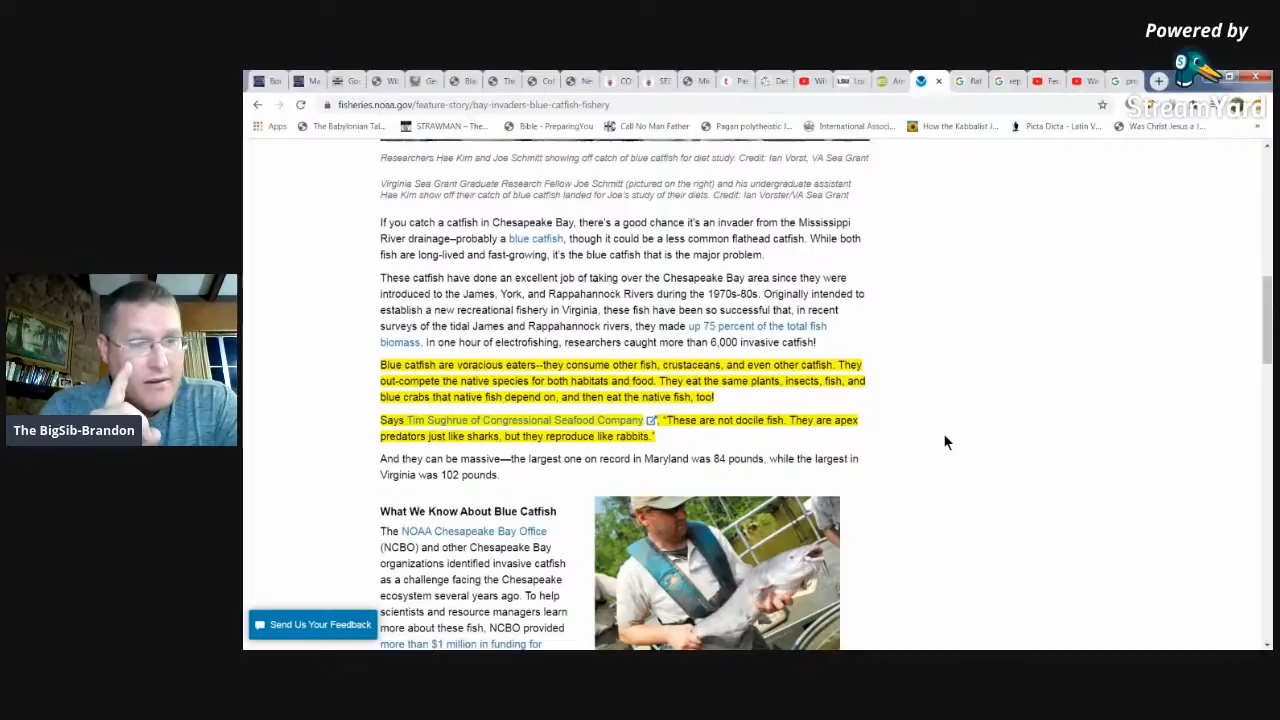 Powered by
StreamYard
fisheries.noaa.gov/feature-story/bay-invaders-blue-catfish-fishery
Apps
The Babylonian Tal...
STRAWMAN – The...
Bible - PreparingYou
Call No Man Father
Pagan polytheistic J...
International Associ...
How the Kabbalist J...
Picta Dicta - Latin V...
Was Christ Jesus a J...
Researchers Hae Kim and Joe Schmitt showing off catch of blue catfish for diet study. Credit: Ian Vorst, VA Sea Grant
Virginia Sea Grant Graduate Research Fellow Joe Schmitt (pictured on the right) and his undergraduate assistant
Hae Kim show off their catch of blue catfish landed for Joe's study of their diets. Credit: Ian Vorster/VA Sea Grant
If you catch a catfish in Chesapeake Bay, there's a good chance it's an invader from the Mississippi
River drainage–probably a blue catfish, though it could be a less common flathead catfish. While both
fish are long-lived and fast-growing, it's the blue catfish that is the major problem.
These catfish have done an excellent job of taking over the Chesapeake Bay area since they were
introduced to the James, York, and Rappahannock Rivers during the 1970s-80s. Originally intended to
establish a new recreational fishery in Virginia, these fish have been so successful that, in recent
surveys of the tidal James and Rappahannock rivers, they made up 75 percent of the total fish
biomass. In one hour of electrofishing, researchers caught more than 6,000 invasive catfish!
Blue catfish are voracious eaters--they consume other fish, crustaceans, and even other catfish. They
out-compete the native species for both habitats and food. They eat the same plants, insects, fish, and
blue crabs that native fish depend on, and then eat the native fish, too!
Says Tim Sughrue of Congressional Seafood Company, “These are not docile fish. They are apex
predators just like sharks, but they reproduce like rabbits.”
And they can be massive—the largest one on record in Maryland was 84 pounds, while the largest in
Virginia was 102 pounds.
What We Know About Blue Catfish
The NOAA Chesapeake Bay Office
(NCBO) and other Chesapeake Bay
organizations identified invasive catfish
as a challenge facing the Chesapeake
ecosystem several years ago. To help
scientists and resource managers learn
more about these fish, NCBO provided
more than $1 million in funding for
Send Us Your Feedback
The BigSib-Brandon